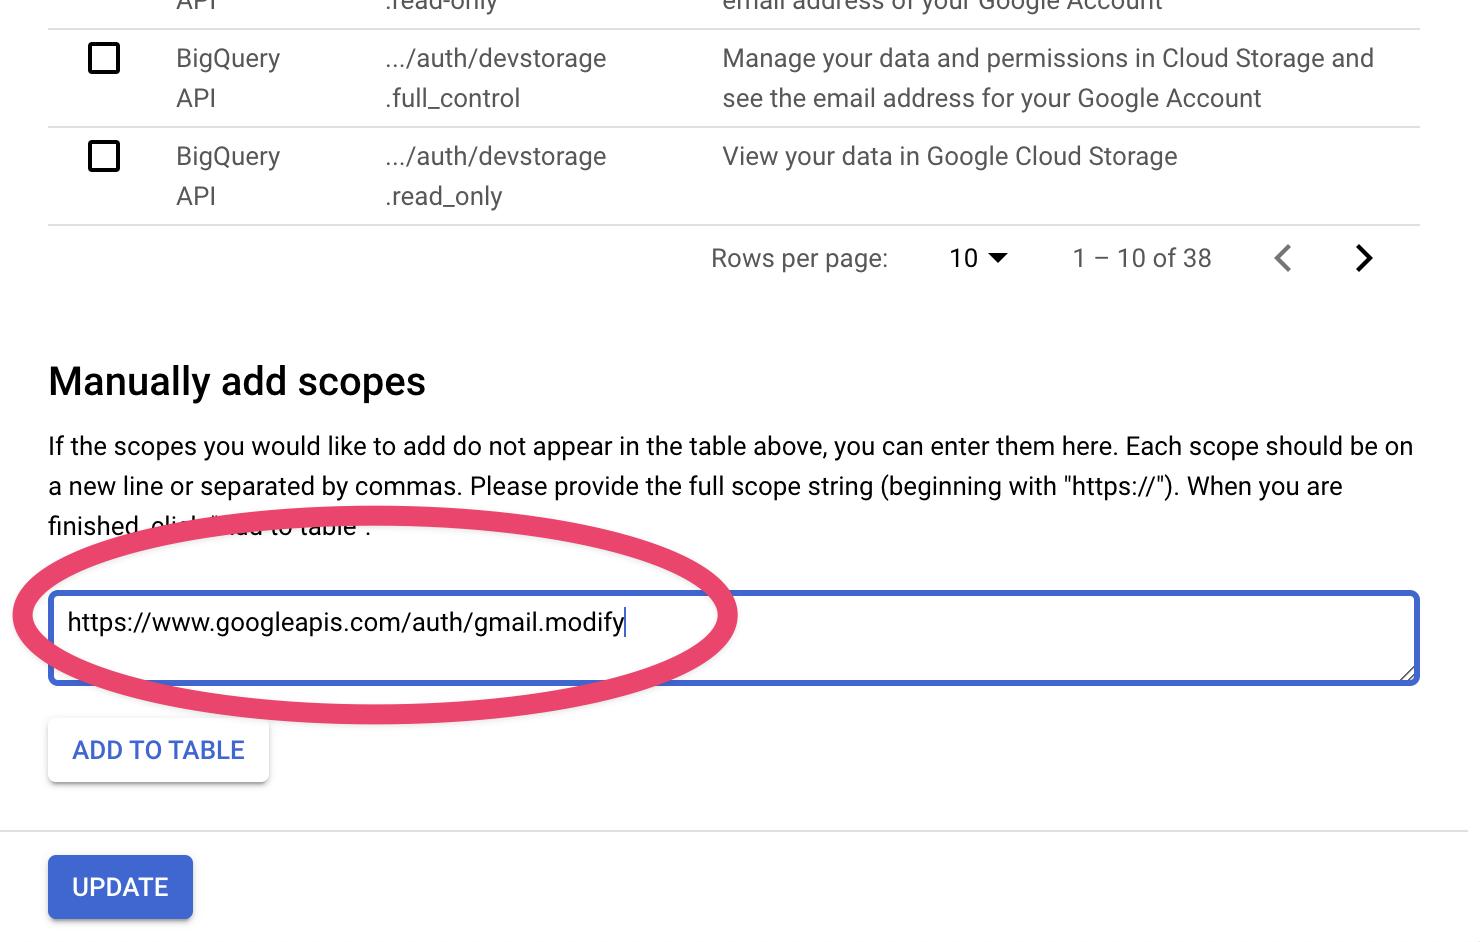 API
.read-only
email address of your Google Account
BigQuery
API
.../auth/devstorage
.full_control
Manage your data and permissions in Cloud Storage and
see the email address for your Google Account
BigQuery
API
.../auth/devstorage
.read_only
View your data in Google Cloud Storage
Rows per page:
10
1 – 10 of 38
Manually add scopes
If the scopes you would like to add do not appear in the table above, you can enter them here. Each scope should be on
a new line or separated by commas. Please provide the full scope string (beginning with "https://"). When you are
finished, click "add to table".
https://www.googleapis.com/auth/gmail.modify
ADD TO TABLE
UPDATE